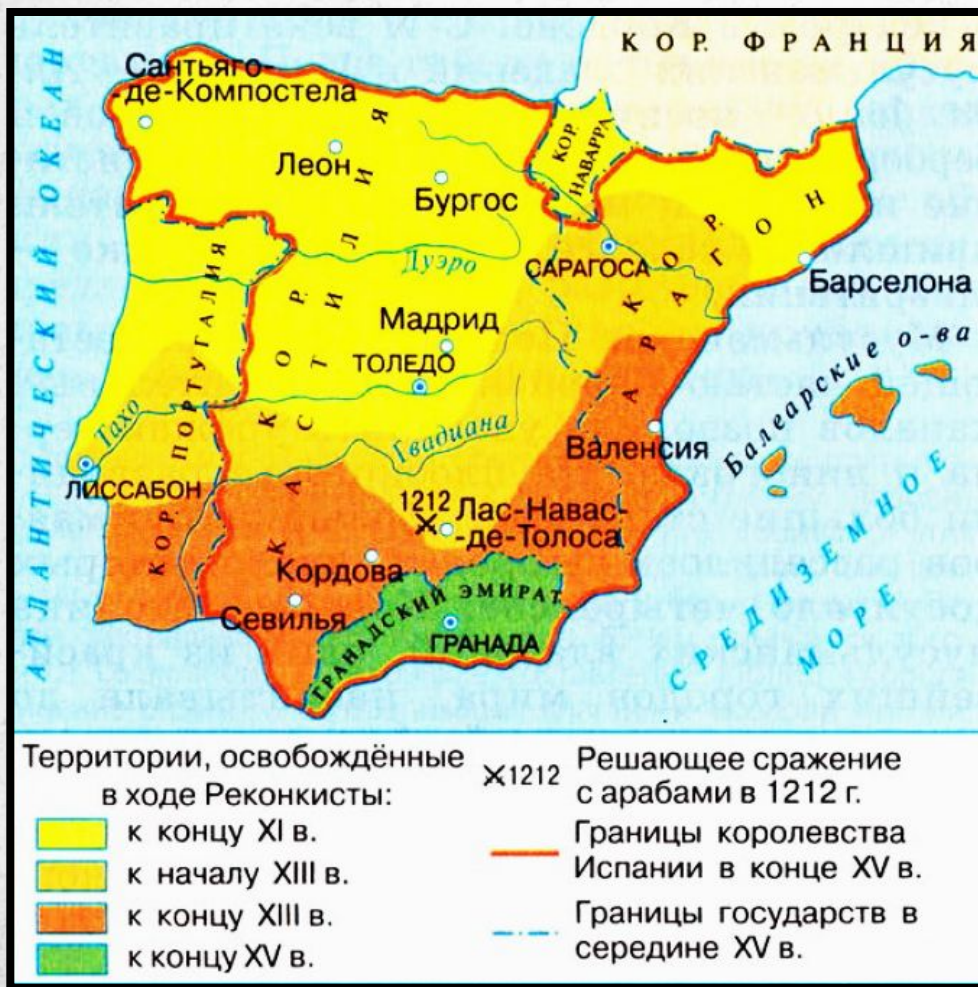 КОР. ФРАНЦИЯ
Сантьяго-
-де-Компостела
Леон
Бургос
КОР. КАСТИЛИЯ
КОР.
НАВАРРА
КОР. АРАГОН
САРАГОСА
Барселона
Дуэро
Мадрид
ТОЛЕДО
КОР. ПОРТУГАЛИЯ
Тахо
ЛИССАБОН
Гвадиана
Валенсия
Балеарские о-ва
1212
Лас-Навас-
-де-Толоса
Кордова
Севилья
ГРАНАДСКИЙ ЭМИРАТ
ГРАНАДА
АТЛАНТИЧЕСКИЙ ОКЕАН
СРЕДИЗЕМНОЕ
МОРЕ
Территории, освобождённые
в ходе Реконкисты:
к концу XI в.
к началу XIII в.
к концу XIII в.
к концу XV в.
1212 Решающее сражение
с арабами в 1212 г.
Границы королевства
Испании в конце XV в.
Границы государств в
середине XV в.